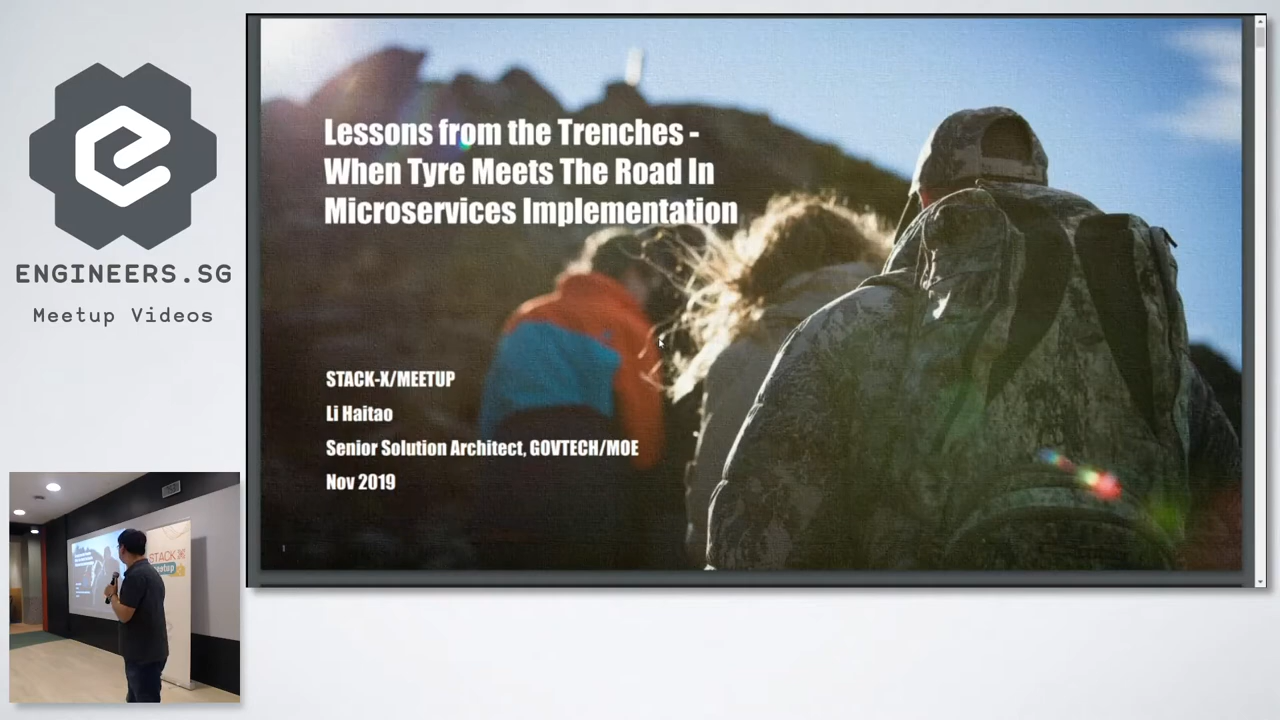 ENGINEERS.SG
Meetup Videos
Lessons from the Trenches -
When Tyre Meets The Road In
Microservices Implementation
STACK-X/MEETUP
Li Haitao
Senior Solution Architect, GOVTECH/MOE
Nov 2019
STACK